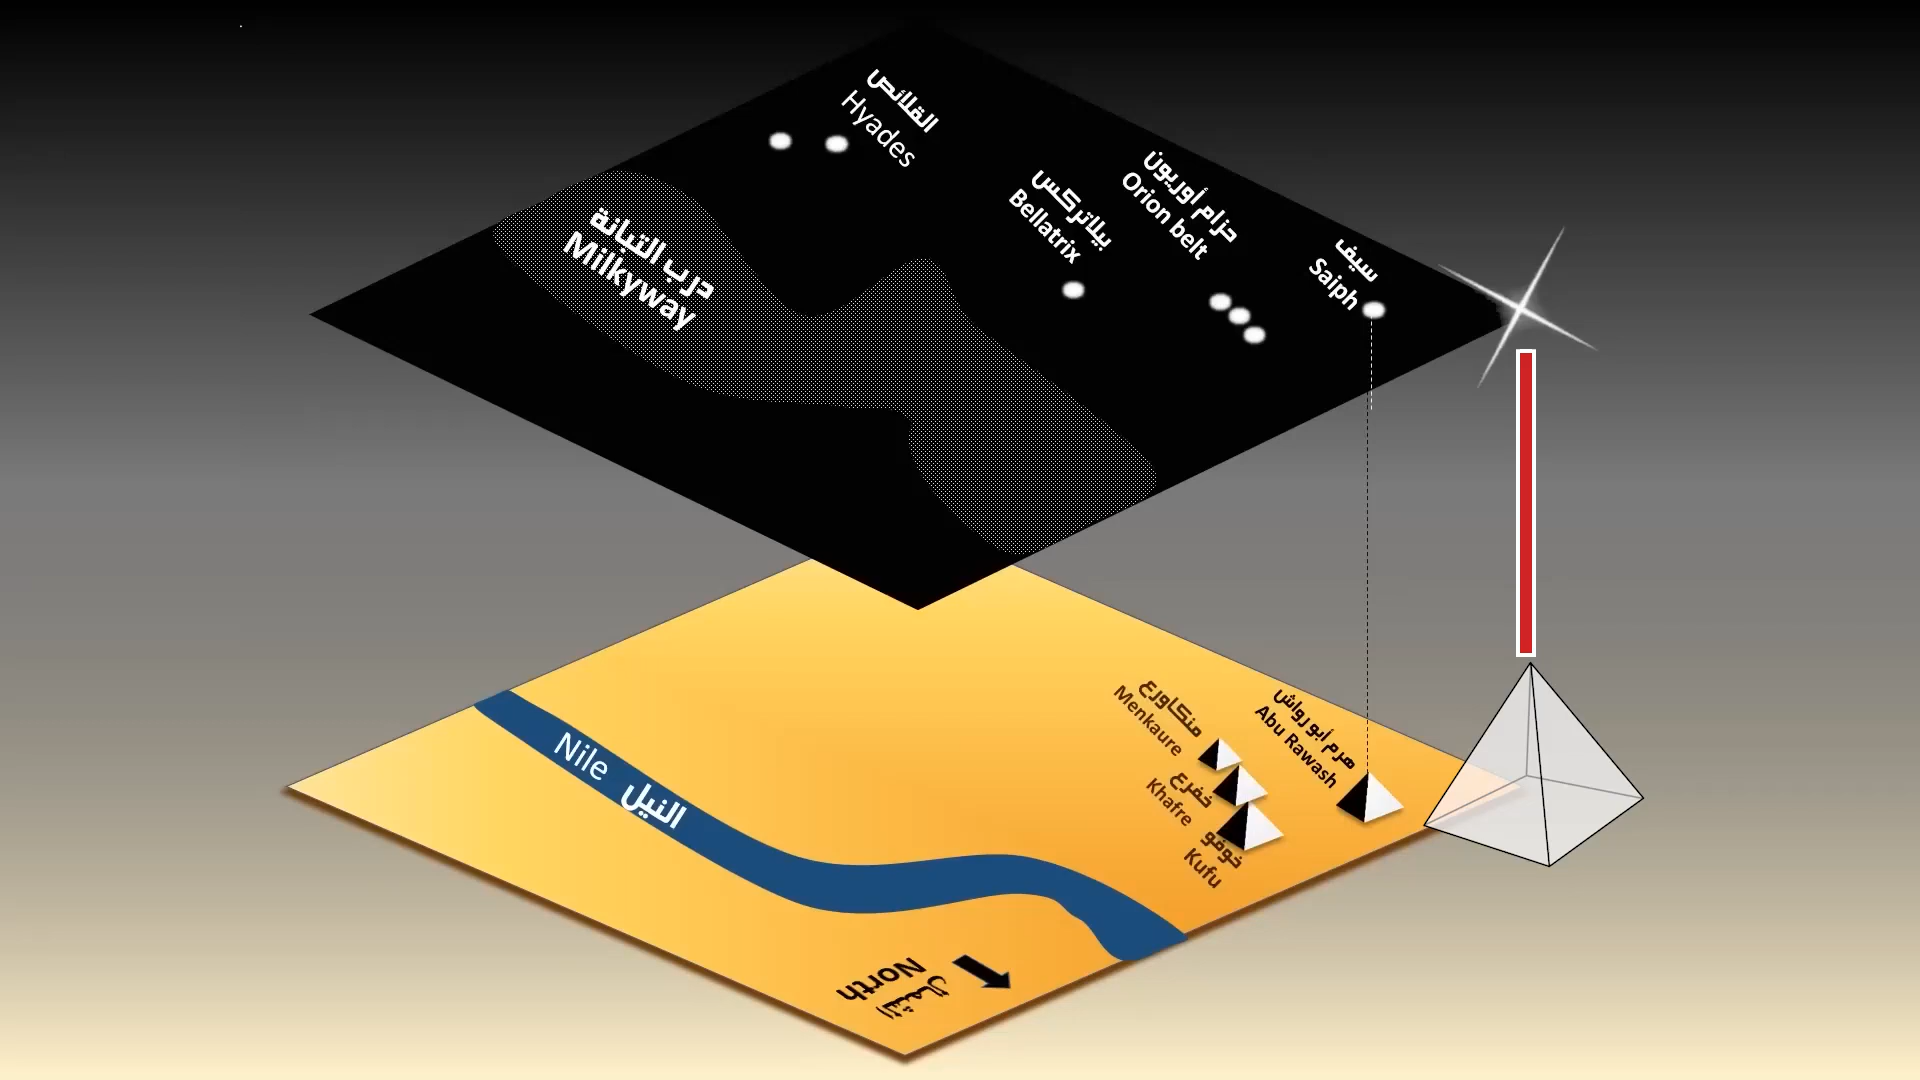 القلائص
Hyades
بيلاتركس
Bellatrix
حزام أوريون
Orion belt
سيف
Saiph
درب التبانة
Milkyway
منكاورع
Menkaure
هرم أبو رواش
Abu Rawash
خفرع
Khafre
خوفو
Kufu
Nile النيل
North
الشمال